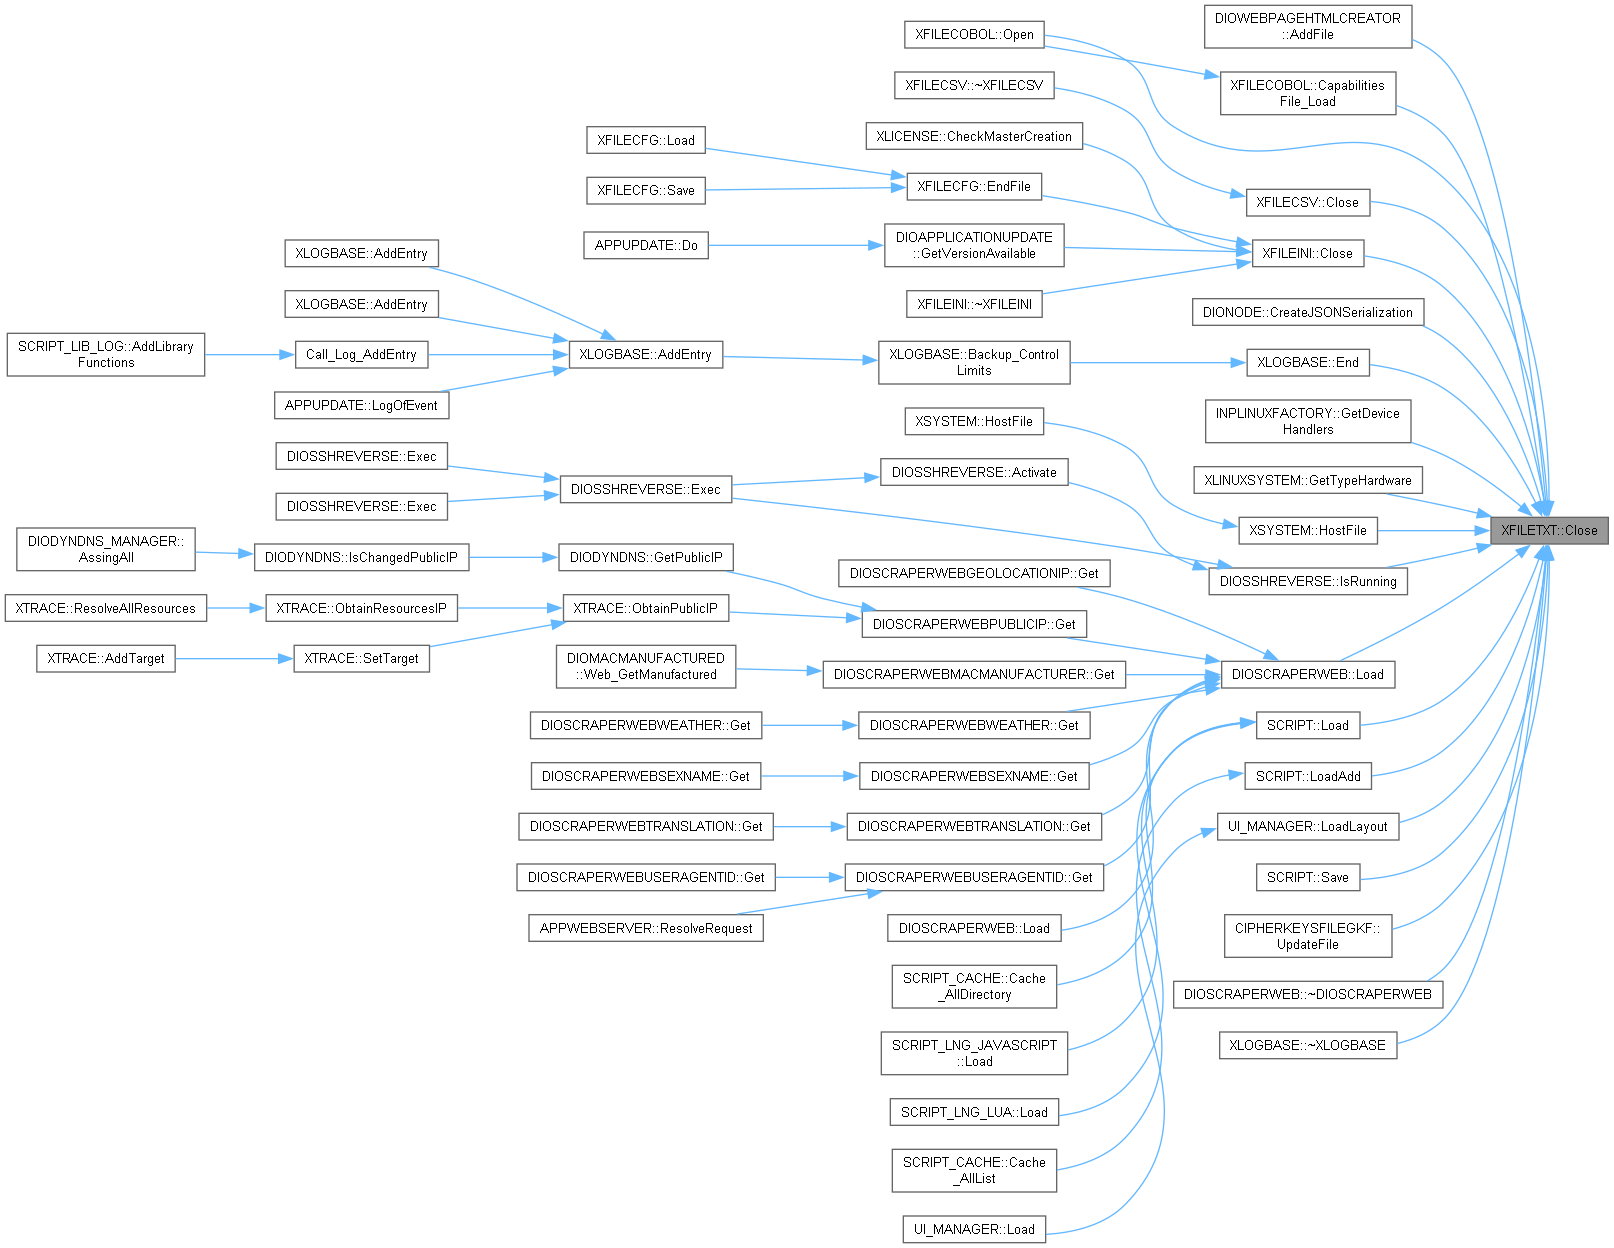 DIOWEBPAGEHTMLCREATOR
::AddFile
XFILECOBOL::Open
XFILECOBOL::Capabilities
File_Load
XFILECSV::~XFILECSV
XLICENSE::CheckMasterCreation
XFILECFG::Load
XFILECFG::EndFile
XFILECFG::Save
XFILECSV::Close
APPUPDATE::Do
DIOAPPLICATIONUPDATE
::GetVersionAvailable
XFILEINI::Close
XLOGBASE::AddEntry
XFILEINI::~XFILEINI
XLOGBASE::AddEntry
DIONODE::CreateJSONSerialization
SCRIPT_LIB_LOG::AddLibrary
Functions
Call_Log_AddEntry
XLOGBASE::AddEntry
XLOGBASE::Backup_Control
Limits
XLOGBASE::End
APPUPDATE::LogOfEvent
XSYSTEM::HostFile
INPLINUXFACTORY::GetDevice
Handlers
DIOSSHREVERSE::Exec
DIOSSHREVERSE::Activate
XLINUXSYSTEM::GetTypeHardware
DIOSSHREVERSE::Exec
DIOSSHREVERSE::Exec
XSYSTEM::HostFile
XFILETXT::Close
DIODYNDNS_MANAGER::
AssingAll
DIODYNDNS::IsChangedPublicIP
DIODYNDNS::GetPublicIP
DIOSCRAPERWEBGEOLOCATIONIP::Get
DIOSSHREVERSE::IsRunning
XTRACE::ResolveAllResources
XTRACE::ObtainResourcesIP
XTRACE::ObtainPublicIP
DIOSCRAPERWEBPUBLICIP::Get
XTRACE::AddTarget
XTRACE::SetTarget
DIOMACMANUFACTURED
::Web_GetManufactured
DIOSCRAPERWEBMACMANUFACTURER::Get
DIOSCRAPERWEB::Load
DIOSCRAPERWEBWEATHER::Get
DIOSCRAPERWEBWEATHER::Get
SCRIPT::Load
DIOSCRAPERWEBSEXNAME::Get
DIOSCRAPERWEBSEXNAME::Get
SCRIPT::LoadAdd
DIOSCRAPERWEBTRANSLATION::Get
DIOSCRAPERWEBTRANSLATION::Get
UI_MANAGER::LoadLayout
DIOSCRAPERWEBUSERAGENTID::Get
DIOSCRAPERWEBUSERAGENTID::Get
SCRIPT::Save
APPWEBSERVER::ResolveRequest
DIOSCRAPERWEB::Load
CIPHERKEYSFILEGKF::
UpdateFile
SCRIPT_CACHE::Cache
_AllDirectory
DIOSCRAPERWEB::~DIOSCRAPERWEB
SCRIPT_LNG_JAVASCRIPT
::Load
XLOGBASE::~XLOGBASE
SCRIPT_LNG_LUA::Load
SCRIPT_CACHE::Cache
_AllList
UI_MANAGER::Load